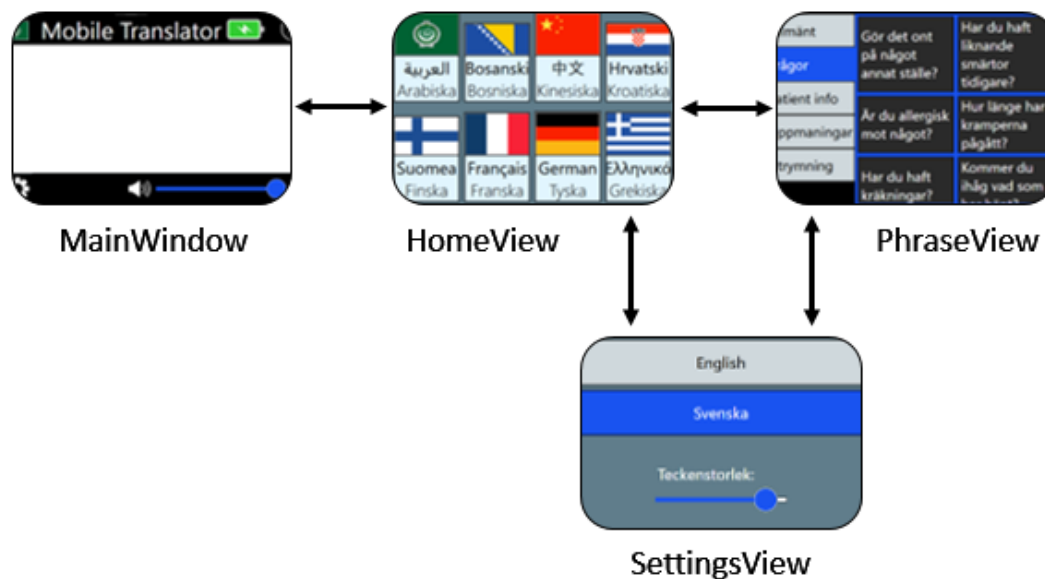 Mobile Translator
العربية
Arabiska
Bosanski
Bosniska
中文
Kinesiska
Hrvatski
Kroatiska
Suomea
Finska
Français
Franska
German
Tyska
Ελληνικό
Grekiska
MainWindow
HomeView
lmänt
rågor
atient info
ppmaningar
trymning
Gör det ont
på något
annat ställe?
Har du haft
liknande
smärtor
tidigare?
Är du allergisk
mot något?
Hur länge har
kramperna
pågått?
Har du haft
kräkningar?
Kommer du
ihåg vad som
PhraseView
English
Svenska
Teckenstorlek:
SettingsView